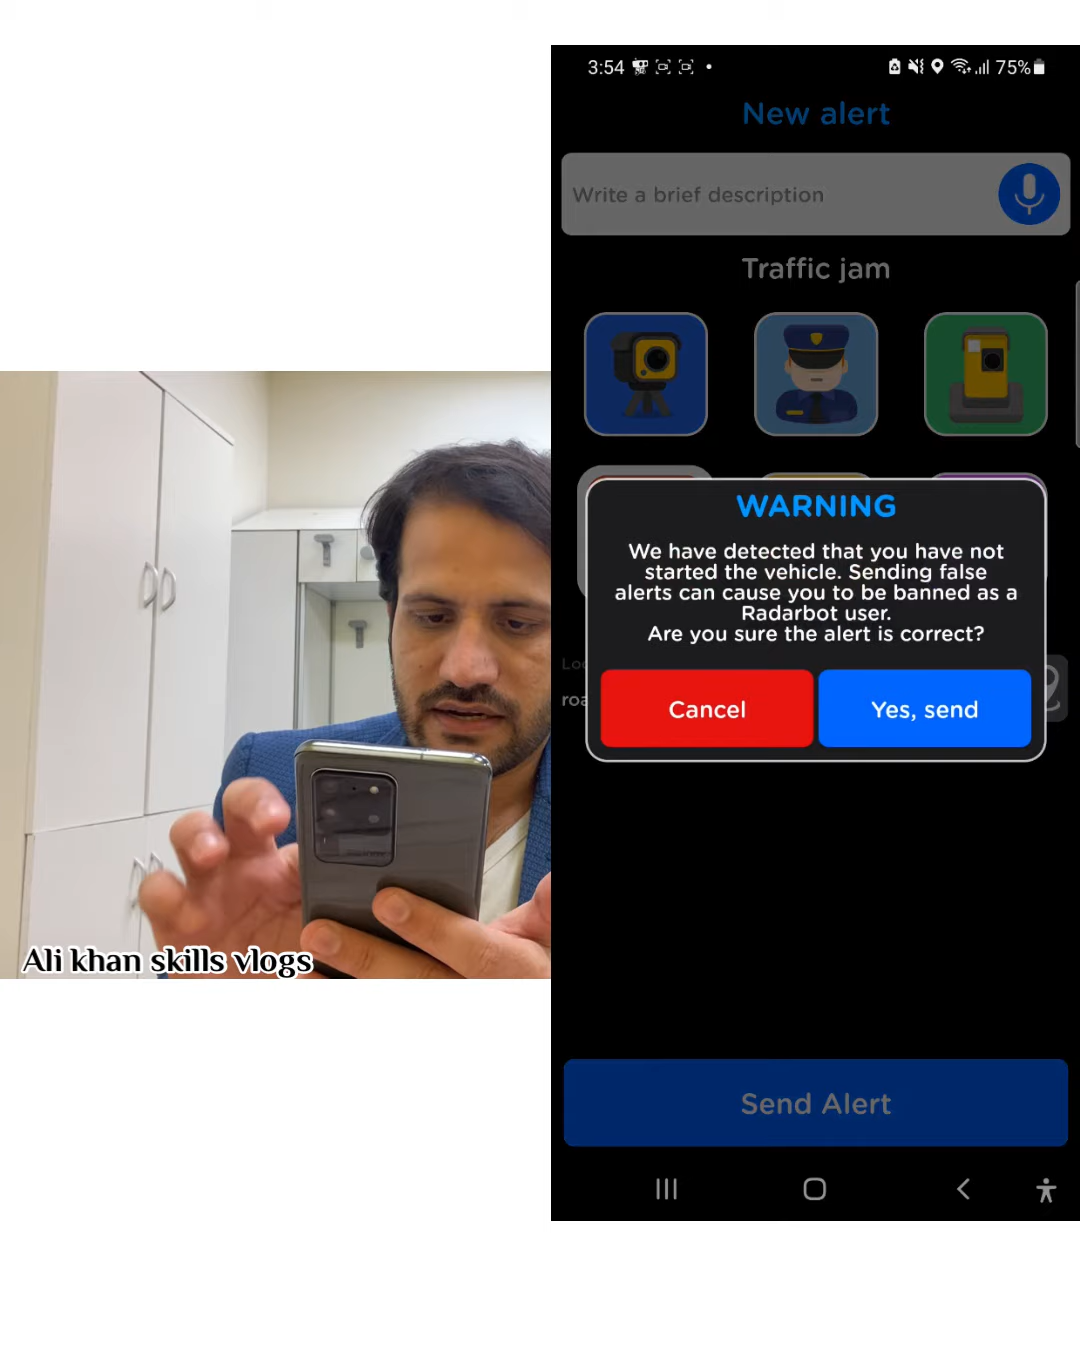 3:54
75%
New alert
Write a brief description
Traffic jam
WARNING
We have detected that you have not
started the vehicle. Sending false
alerts can cause you to be banned as a
Radarbot user.
Are you sure the alert is correct?
Cancel
Yes, send
Send Alert
Ali khan skills vlogs